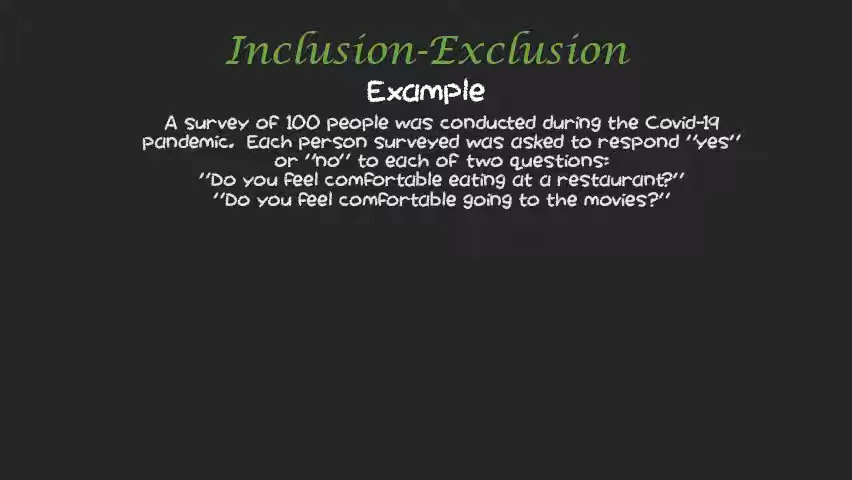 Inclusion-Exclusion
Example
A survey of 100 people was conducted during the Covid-19
pandemic. Each person surveyed was asked to respond "yes"
or "no" to each of two questions:
"Do you feel comfortable eating at a restaurant?"
"Do you feel comfortable going to the movies?"